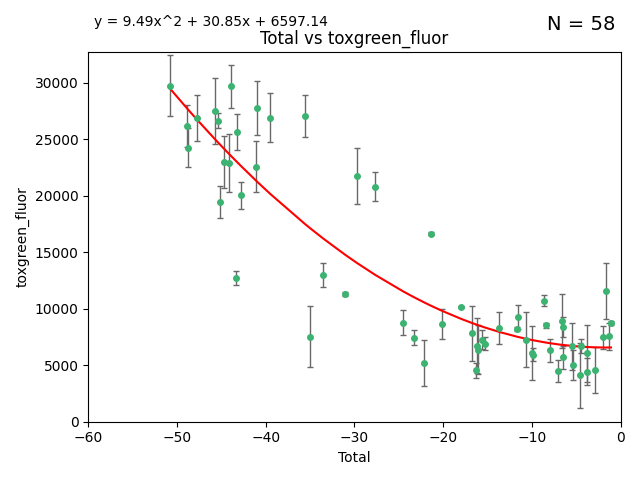 y = 9.49x^2 + 30.85x + 6597.14
N = 58
Total vs toxgreen_fluor
toxgreen_fluor
30000
25000
20000
15000
10000
5000
0
−60 −50 −40 −30 −20 −10 0
Total